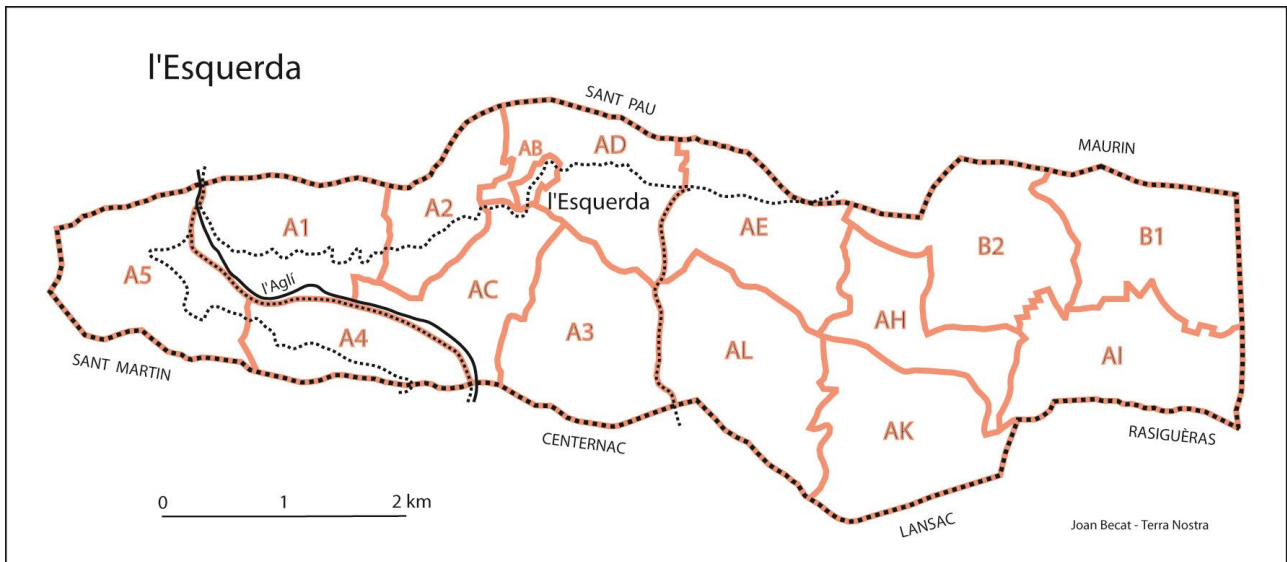 l'Esquerda
SANT PAU
MAURIN
AB
AD
A2
l'Esquerda
A1
AE
B2
B1
A5
l'Aglí
AC
AH
A3
A4
AL
AI
SANT MARTIN
AK
CENTERNAC
RASIGUÈRAS
LANSAC
0 1 2 km
Joan Becat - Terra Nostra